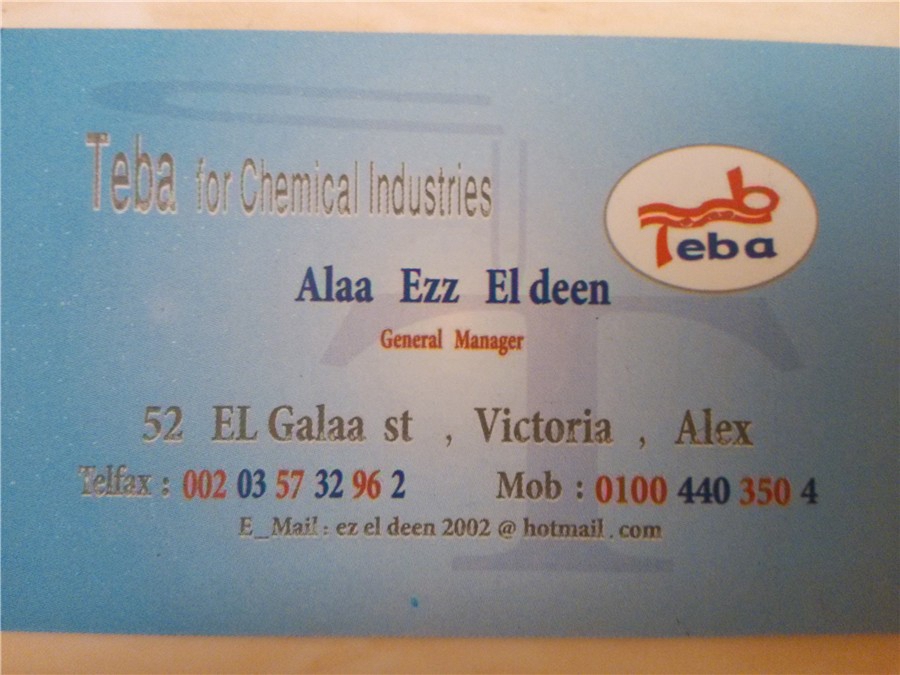 Teba for Chemical Industries
Teba
Alaa Ezz El deen
General Manager
52 EL Galaa st , Victoria , Alex
Telfax : 002 03 57 32 96 2 Mob : 0100 440 350 4
E_Mail : ez el deen 2002 @ hotmail . com